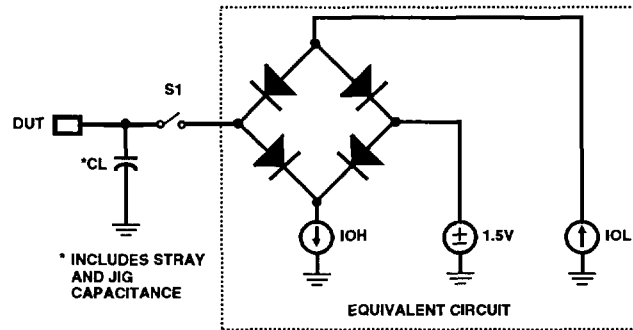 S1
DUT
*CL
IOH
±
1.5V
IOL
* INCLUDES STRAY
AND JIG
CAPACITANCE
EQUIVALENT CIRCUIT